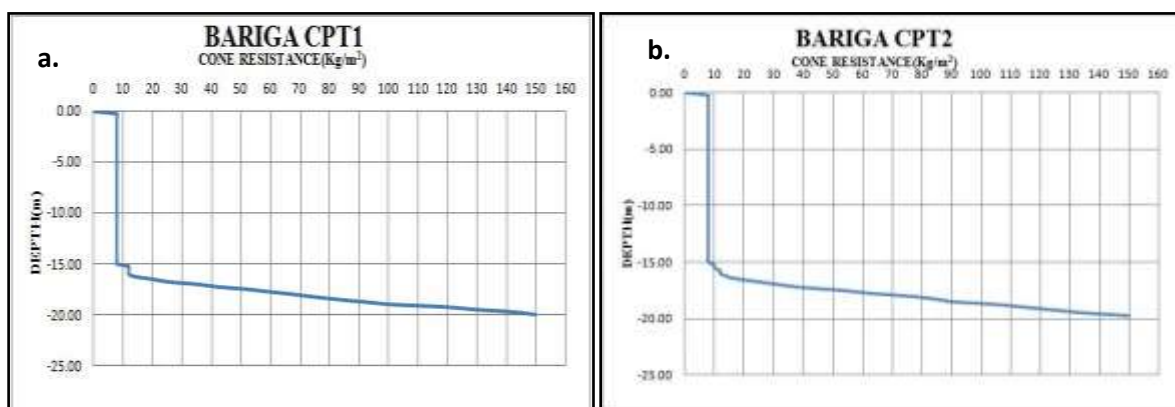 a.
BARIGA CPT1
CONE RESISTANCE(Kg/m²)
0 10 20 30 40 50 60 70 80 90 100 110 120 130 140 150 160
0.00
-5.00
-10.00
-15.00
-20.00
-25.00
DEPTH(m)
b.
BARIGA CPT2
CONE RESISTANCE(Kg/m²)
0 10 20 30 40 50 60 70 80 90 100 110 120 130 140 150 160
0.00
-5.00
-10.00
-15.00
-20.00
-25.00
DEPTH(m)